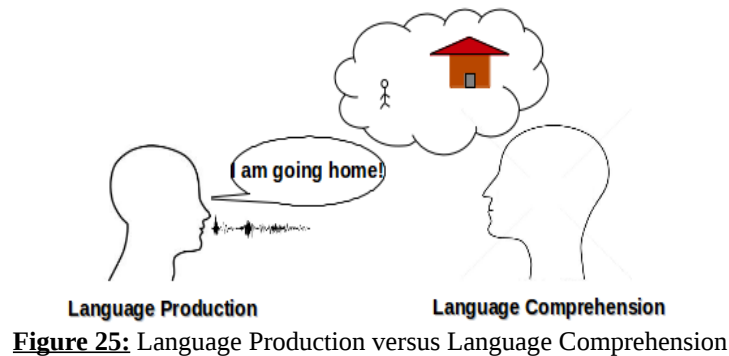 I am going home!
Language Production
Language Comprehension
Figure 25: Language Production versus Language Comprehension